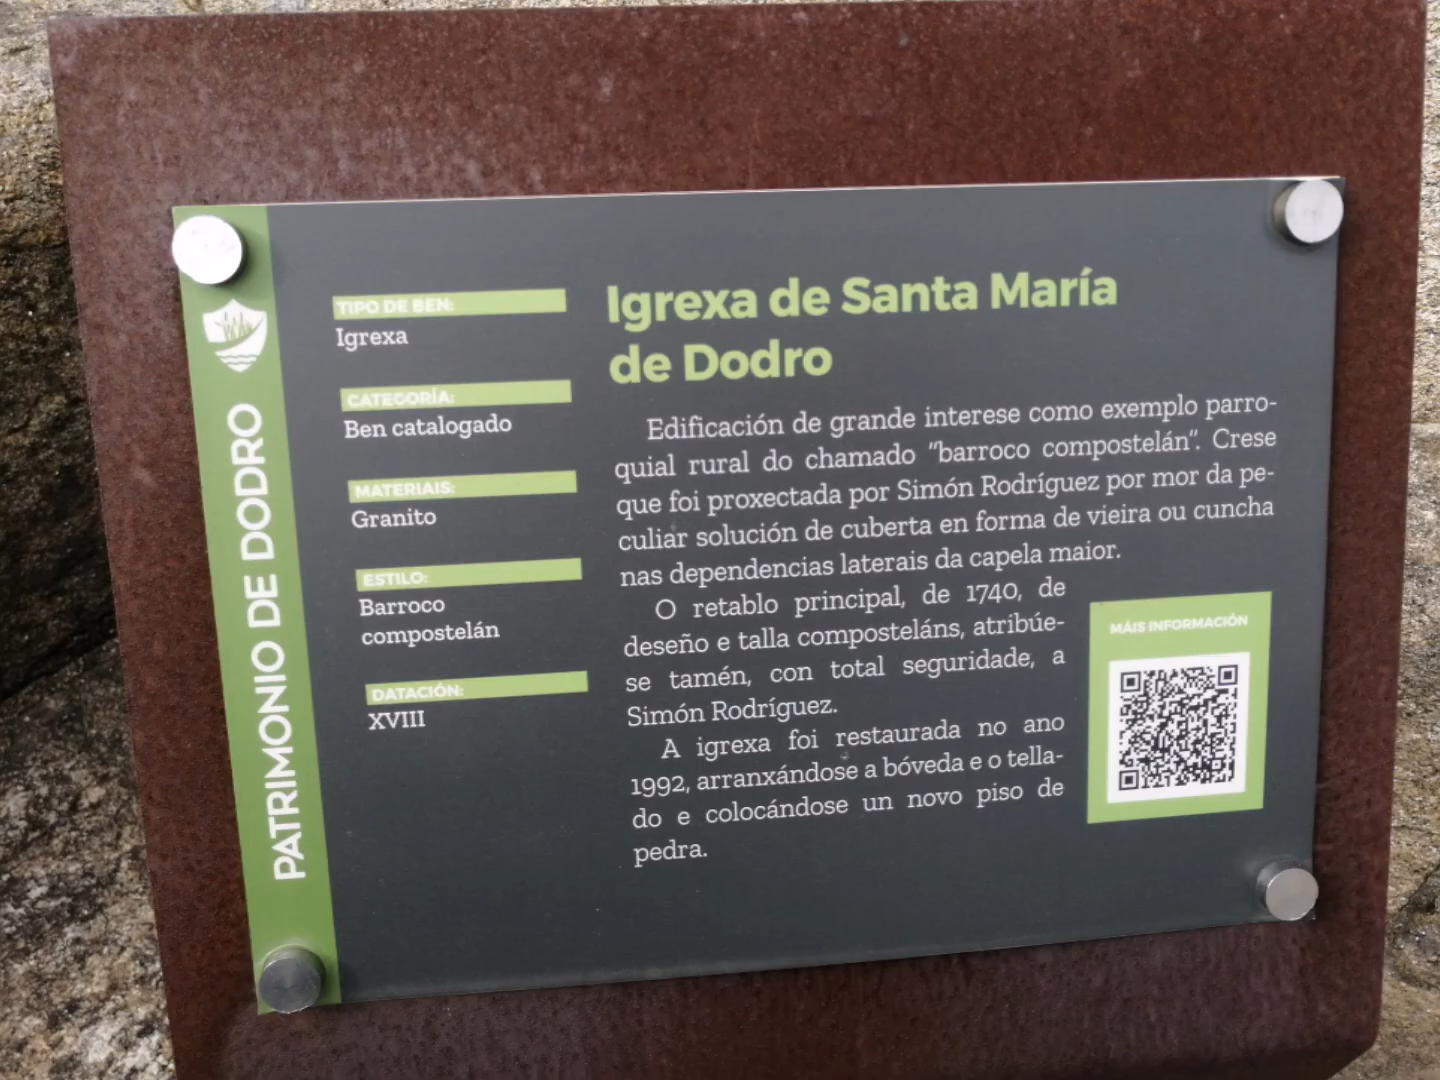 PATRIMONIO DE DODRO
TIPO DE BEN:
Igrexa
CATEGORÍA:
Ben catalogado
MATERIAIS:
Granito
ESTILO:
Barroco
compostelán
DATACIÓN:
XVIII
Igrexa de Santa María
de Dodro
Edificación de grande interese como exemplo parro-
quial rural do chamado "barroco compostelán". Crese
que foi proxectada por Simón Rodríguez por mor da pe-
culiar solución de cuberta en forma de vieira ou cuncha
nas dependencias laterais da capela maior.
O retablo principal, de 1740, de
deseño e talla composteláns, atribúe-
se tamén, con total seguridade, a
Simón Rodríguez.
A igrexa foi restaurada no ano
1992, arranxándose a bóveda e o tella-
do e colocándose un novo piso de
pedra.
MÁIS INFORMACIÓN